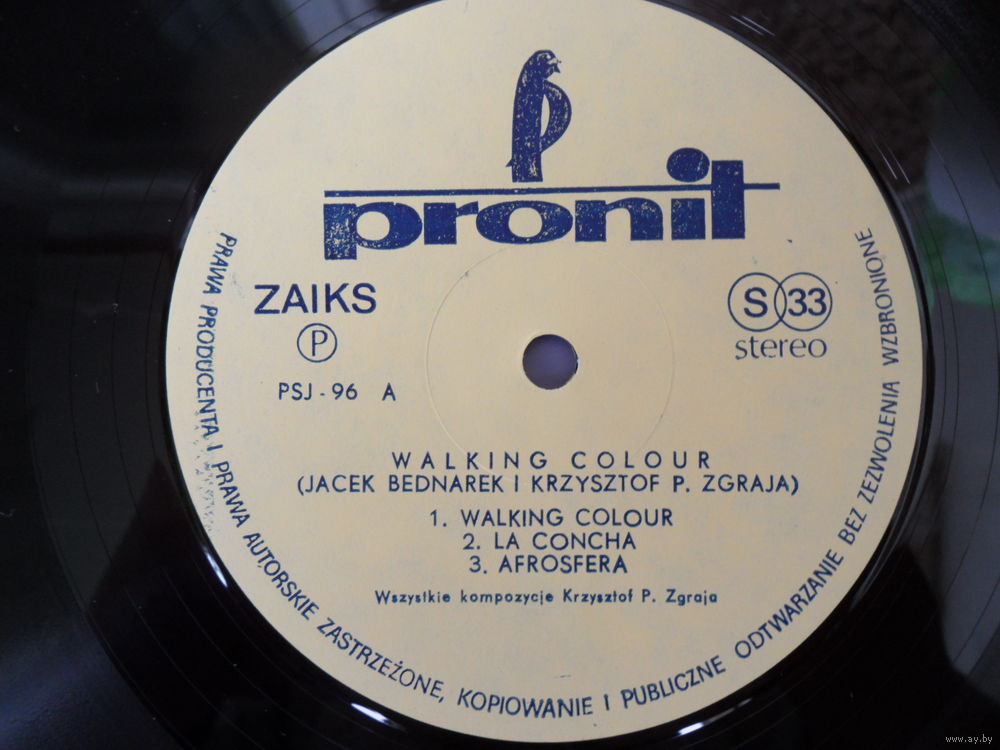 pronit
ZAIKS
P
PSJ - 96 A
S 33
stereo
WALKING COLOUR
(JACEK BEDNAREK I KRZYSZTOF P. ZGRAJA)
1. WALKING COLOUR
2. LA CONCHA
3. AFROSFERA
Wszystkie kompozycje Krzysztof P. Zgraja
PRAWA PRODUCENTA I PRAWA AUTORSKIE ZASTRZEŻONE, KOPIOWANIE I PUBLICZNE ODTWARZANIE BEZ ZEZWOLENIA WZBRONIONE
www.ay.by